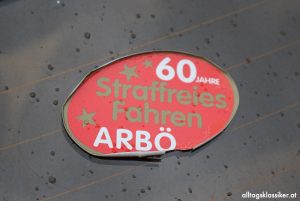 60 JAHRE
Straffreies
Fahren
ARBÖ
alltagsklassiker.at